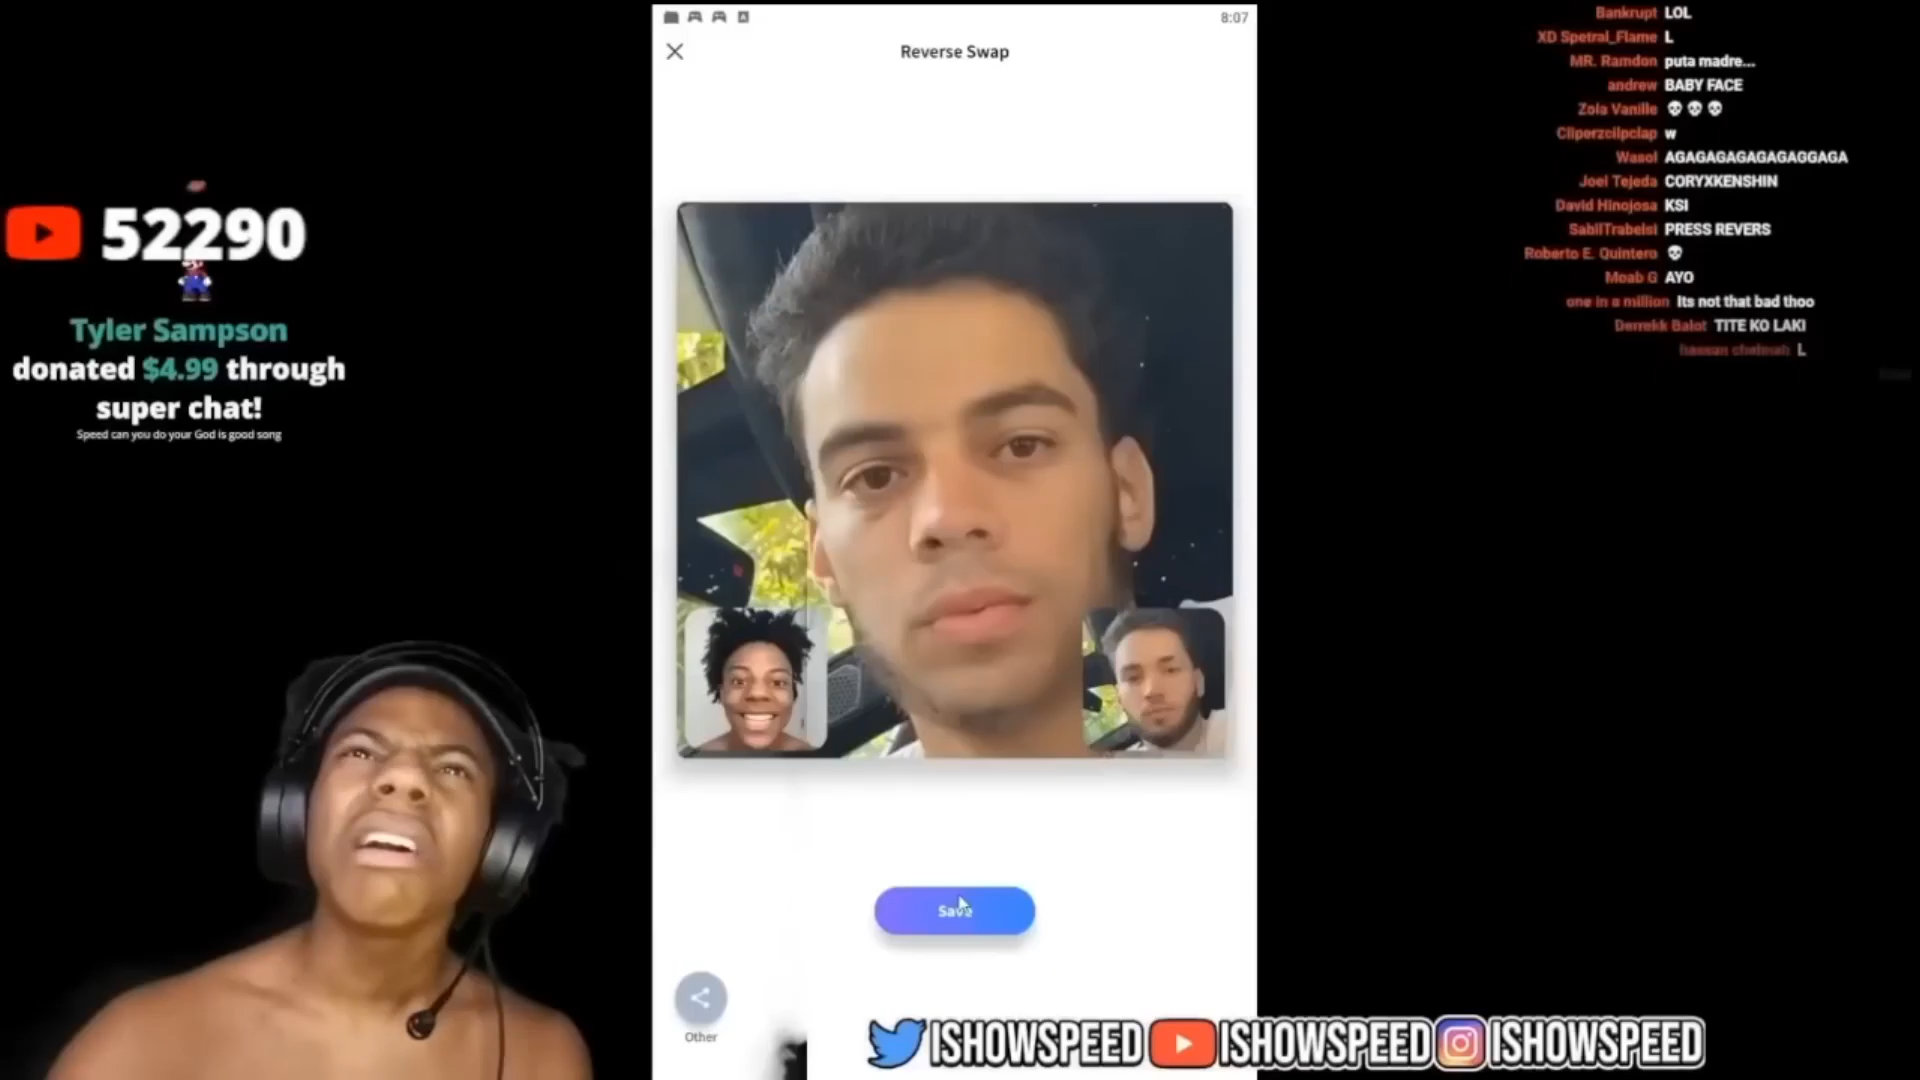 52290
Tyler Sampson
donated $4.99 through
super chat!
Speed can you do your God is good song
8:07
Reverse Swap
Save
Other
Bankrupt LOL
XD Spetral_Flame L
MR. Ramdon puta madre...
andrew BABY FACE
Zola Vanille 💀💀💀
Cliperzclipclap w
Wasol AGAGAGAGAGAGAGGAGA
Joel Tejeda CORYXKENSHIN
David Hinojosa KSI
SabilTrabelsi PRESS REVERS
Roberto E. Quintero 💀
Moab G AYO
one in a million Its not that bad thoo
Derrekk Balot TITE KO LAKI
L
ISHOWSPEED ISHOWSPEED ISHOWSPEED